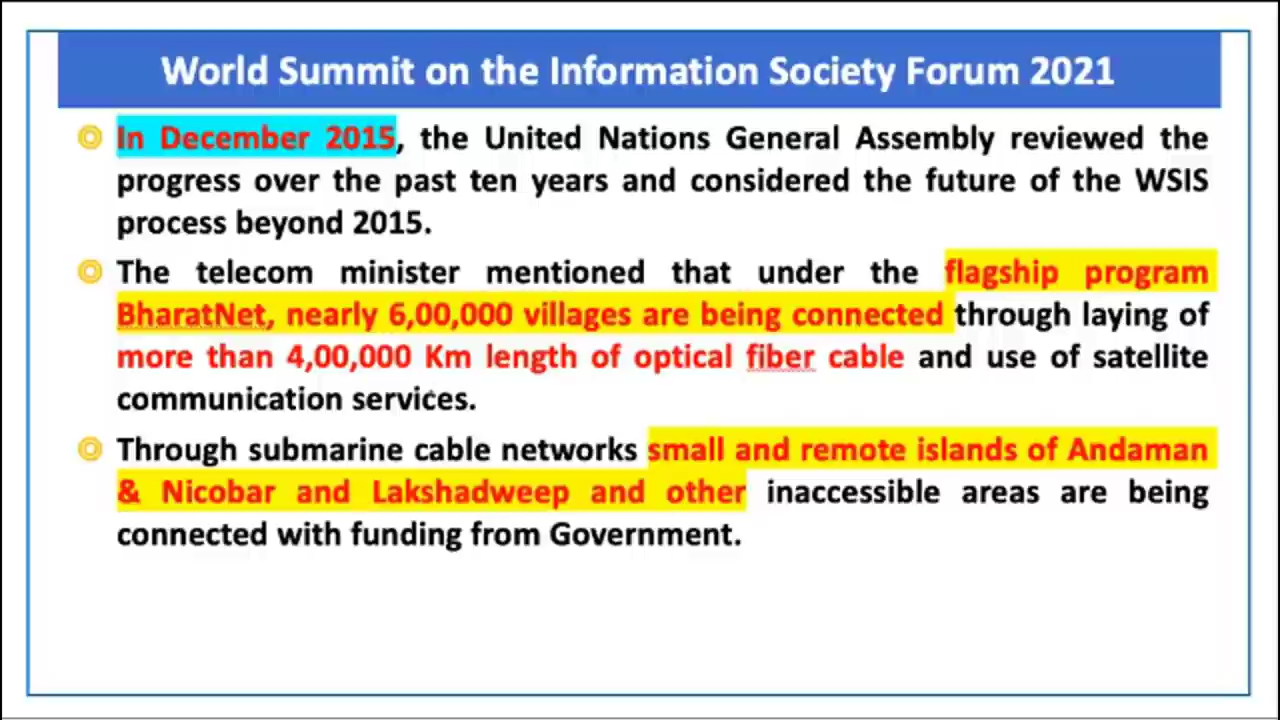 World Summit on the Information Society Forum 2021
In December 2015, the United Nations General Assembly reviewed the
progress over the past ten years and considered the future of the WSIS
process beyond 2015.
The telecom minister mentioned that under the flagship program
BharatNet, nearly 6,00,000 villages are being connected through laying of
more than 4,00,000 Km length of optical fiber cable and use of satellite
communication services.
Through submarine cable networks small and remote islands of Andaman
& Nicobar and Lakshadweep and other inaccessible areas are being
connected with funding from Government.